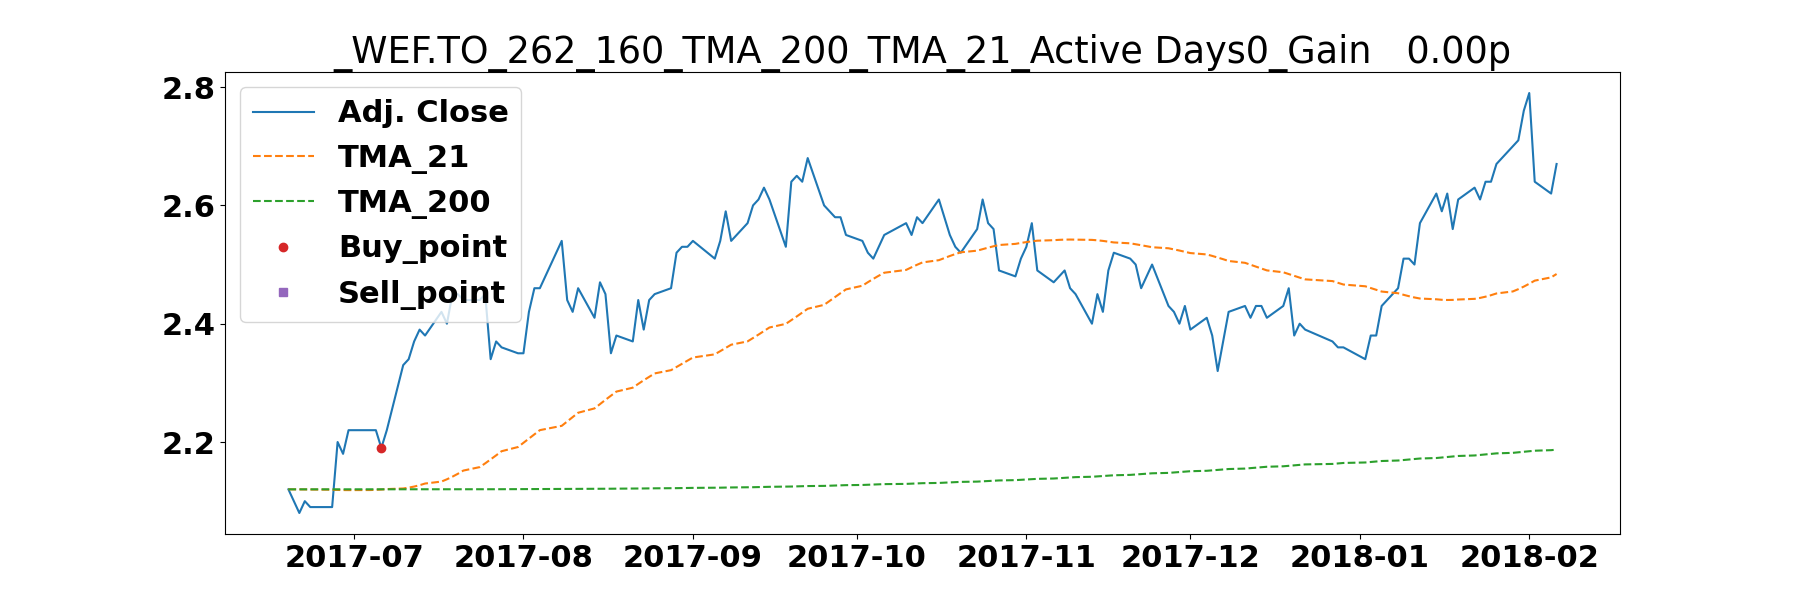 _WEF.TO_262_160_TMA_200_TMA_21_Active Days0_Gain   0.00p
2.8
2.6
2.4
2.2
Adj. Close
TMA_21
TMA_200
Buy_point
Sell_point
2017-07 2017-08 2017-09 2017-10 2017-11 2017-12 2018-01 2018-02